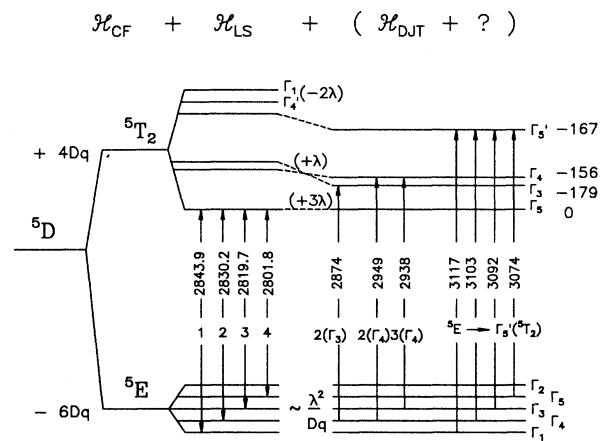 ℋCF + ℋLS + ( ℋDJT + ? )
Γ₁ (−2λ)
Γ₄'
⁵T₂
Γ₅' −167
+ 4Dq
(+λ)
Γ₄ −156
Γ₃ −179
(+3λ)
Γ₅ 0
⁵D
2843.9 2830.2 2819.7 2801.8 2874 2949 2938 3117 3103 3092 3074
1 2 3 4 2(Γ₃) 2(Γ₄) 3(Γ₄) ⁵E → Γ₅'(⁵T₂)
⁵E
Γ₂
Γ₅
− 6Dq
~ λ²/Dq
Γ₃
Γ₄
Γ₁